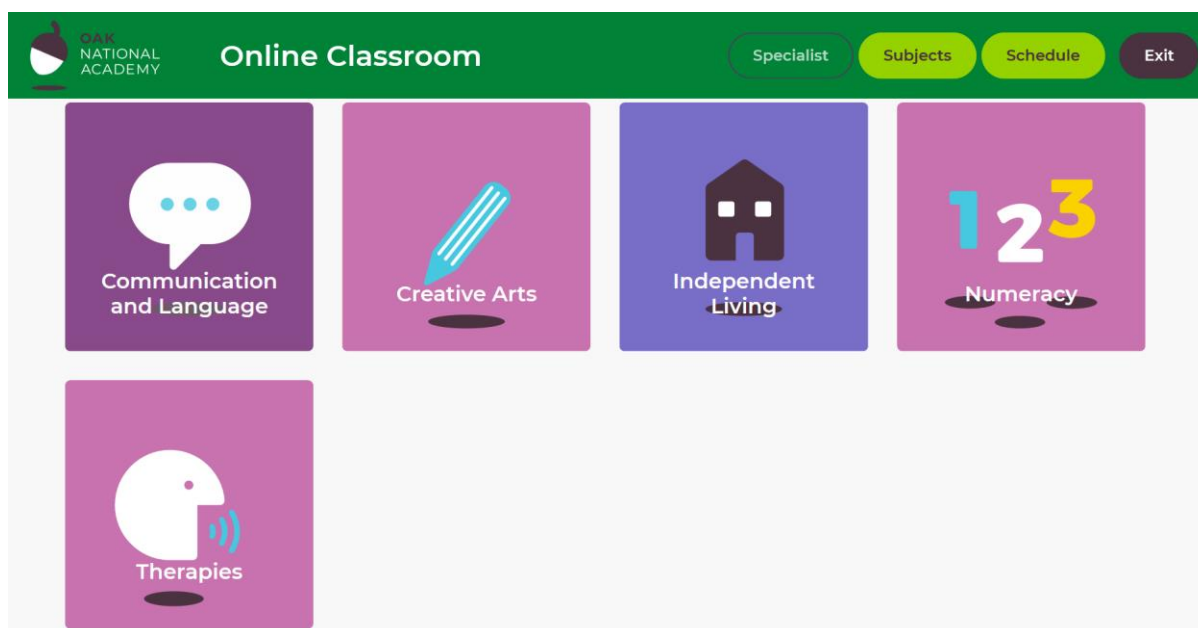 OAK
NATIONAL
ACADEMY
Online Classroom
Specialist
Subjects
Schedule
Exit
Communication
and Language
Creative Arts
Independent
Living
123
Numeracy
Therapies